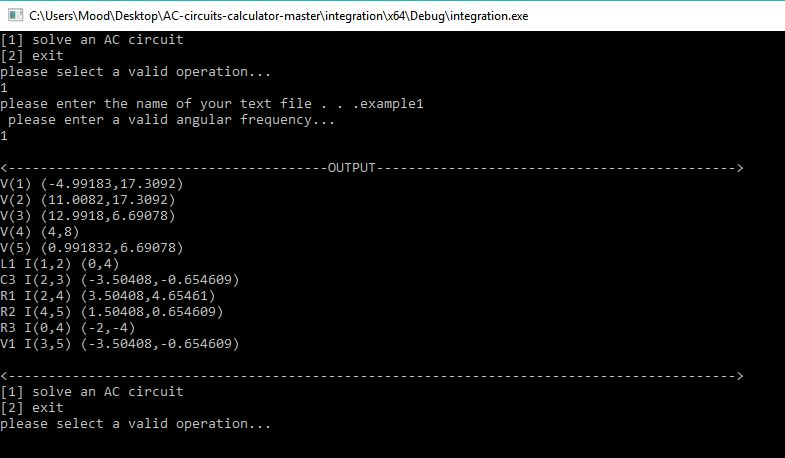 C:\Users\Mood\Desktop\AC-circuits-calculator-master\integration\x64\Debug\integration.exe
[1] solve an AC circuit
[2] exit
please select a valid operation...
1
please enter the name of your text file . . .example1
 please enter a valid angular frequency...
1
<----------------------------------------OUTPUT--------------------------------------------->
V(1) (-4.99183,17.3092)
V(2) (11.0082,17.3092)
V(3) (12.9918,6.69078)
V(4) (4,8)
V(5) (0.991832,6.69078)
L1 I(1,2) (0,4)
C3 I(2,3) (-3.50408,-0.654609)
R1 I(2,4) (3.50408,4.65461)
R2 I(4,5) (1.50408,0.654609)
R3 I(0,4) (-2,-4)
V1 I(3,5) (-3.50408,-0.654609)
<------------------------------------------------------------------------------------------->
[1] solve an AC circuit
[2] exit
please select a valid operation...